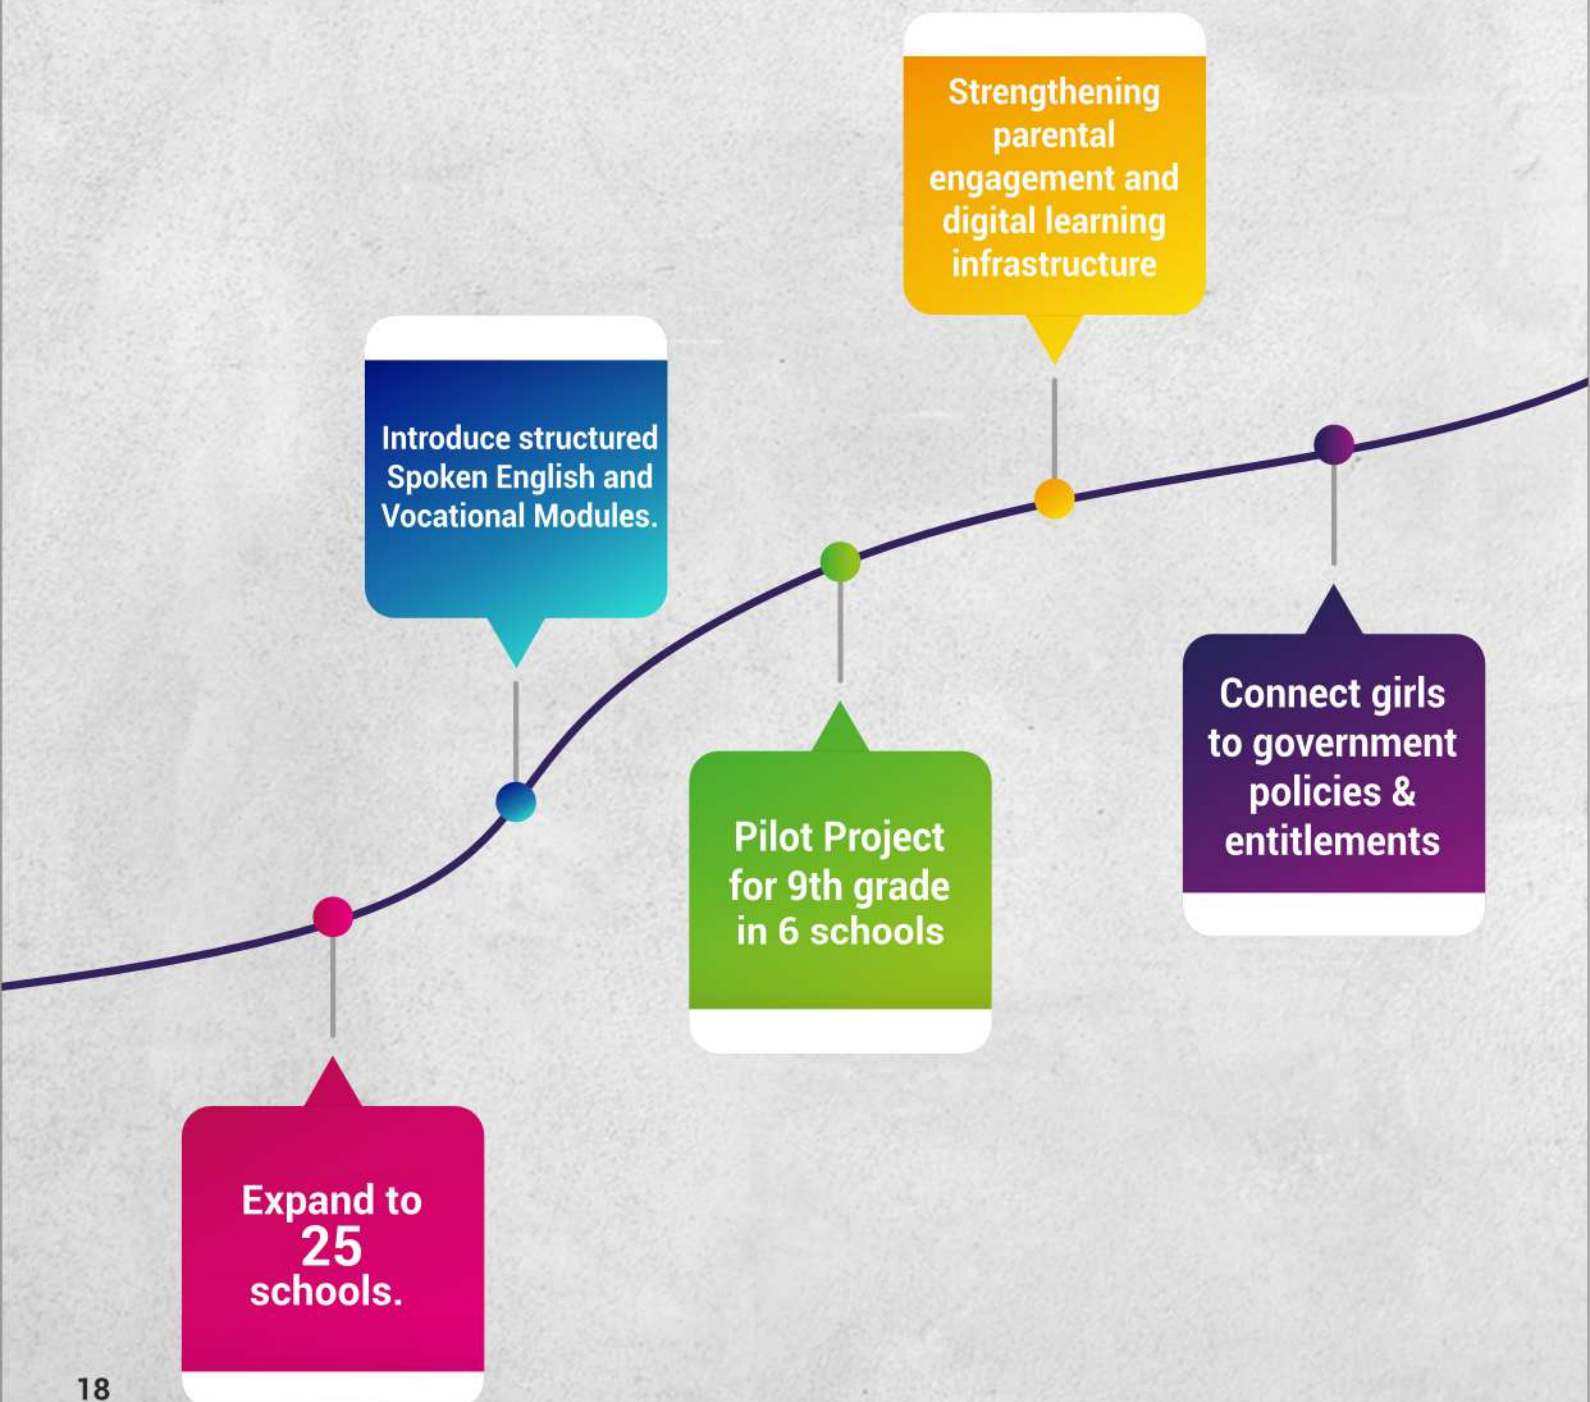 Strengthening
parental
engagement and
digital learning
infrastructure
Introduce structured
Spoken English and
Vocational Modules.
Connect girls
to government
policies &
entitlements
Pilot Project
for 9th grade
in 6 schools
Expand to
25
schools.
18